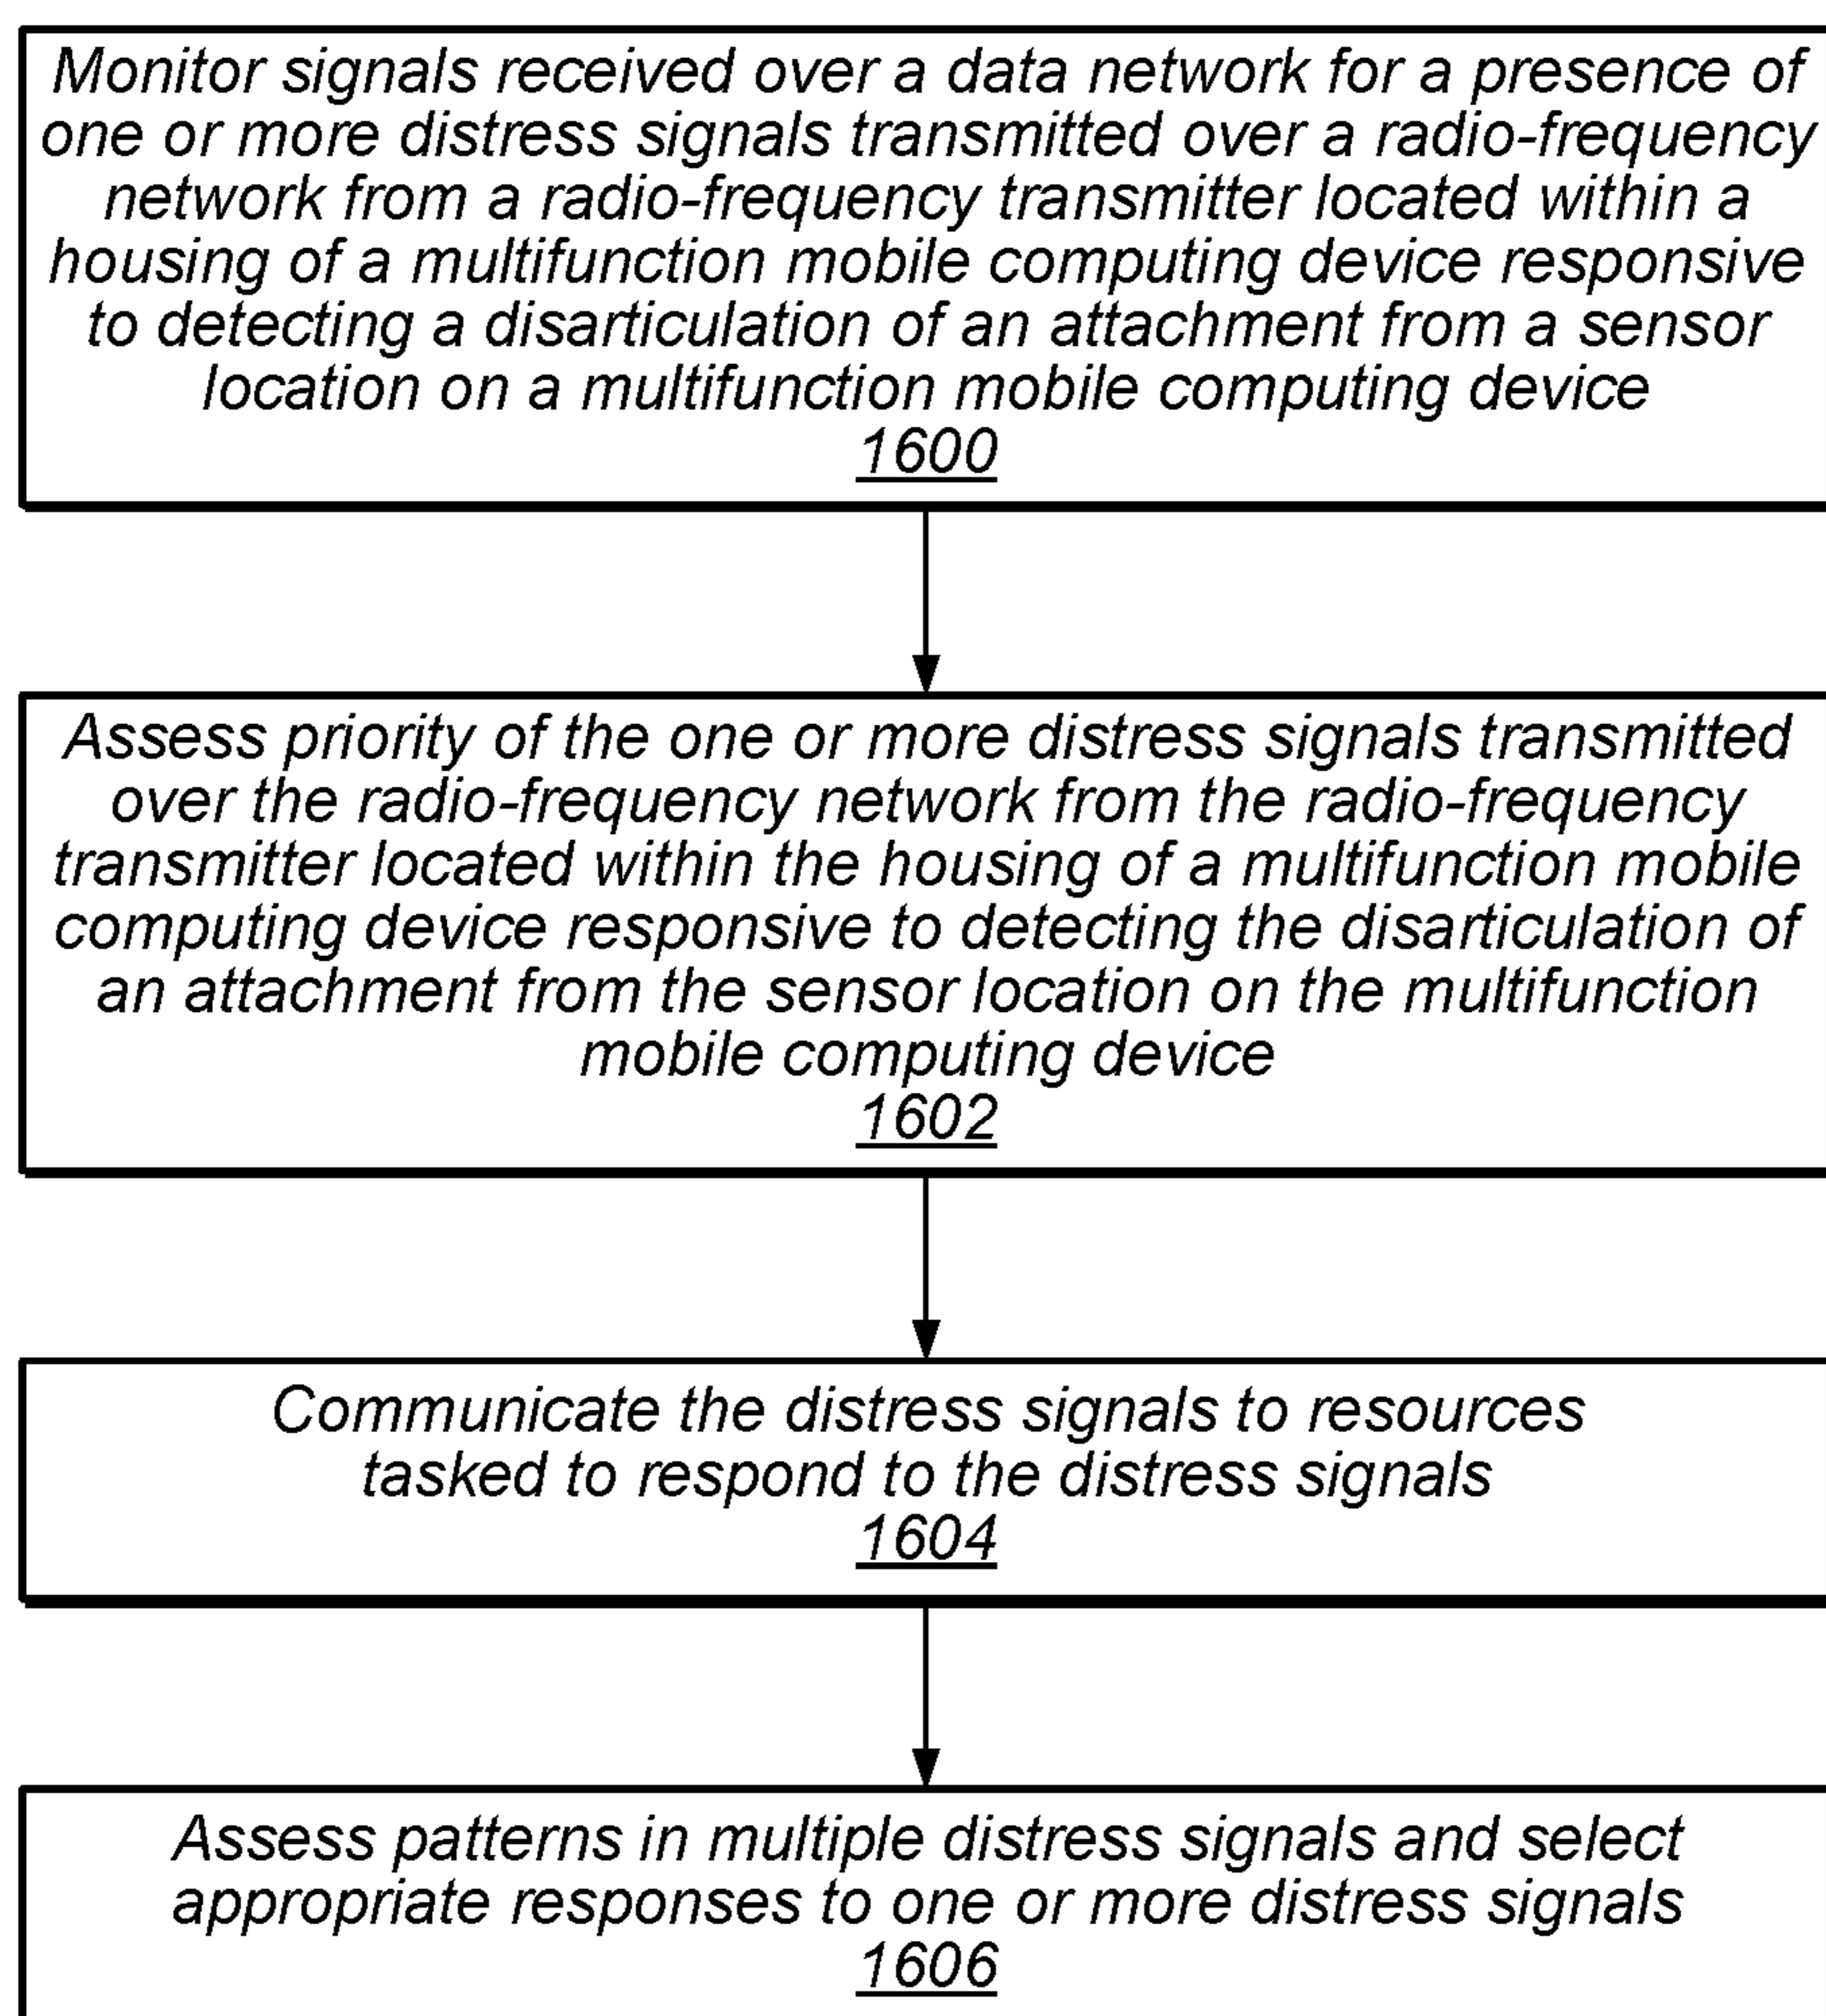 Monitor signals received over a data network for a presence of
one or more distress signals transmitted over a radio-frequency
network from a radio-frequency transmitter located within a
housing of a multifunction mobile computing device responsive
to detecting a disarticulation of an attachment from a sensor
location on a multifunction mobile computing device
1600
Assess priority of the one or more distress signals transmitted
over the radio-frequency network from the radio-frequency
transmitter located within the housing of a multifunction mobile
computing device responsive to detecting the disarticulation of
an attachment from the sensor location on the multifunction
mobile computing device
1602
Communicate the distress signals to resources
tasked to respond to the distress signals
1604
Assess patterns in multiple distress signals and select
appropriate responses to one or more distress signals
1606